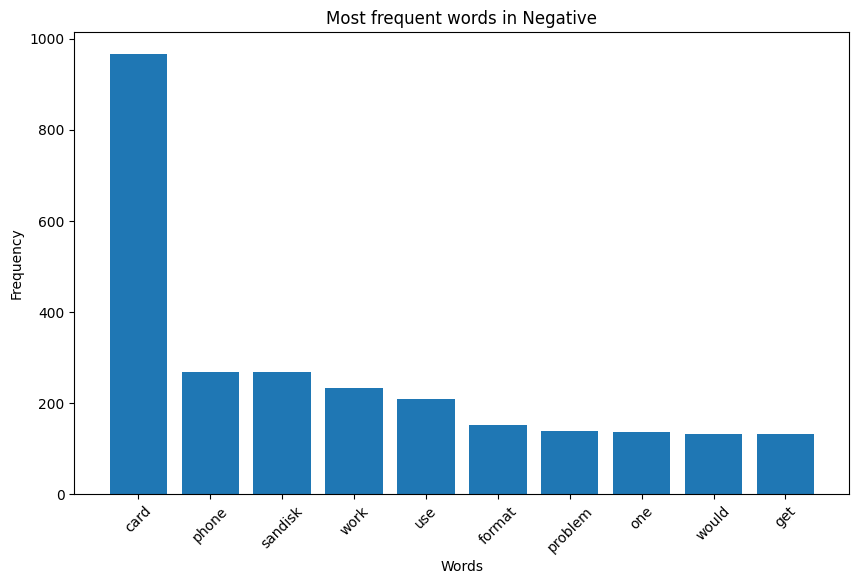 Most frequent words in Negative
1000
800
600
400
200
0
Frequency
card
phone
sandisk
work
use
format
problem
one
would
get
Words